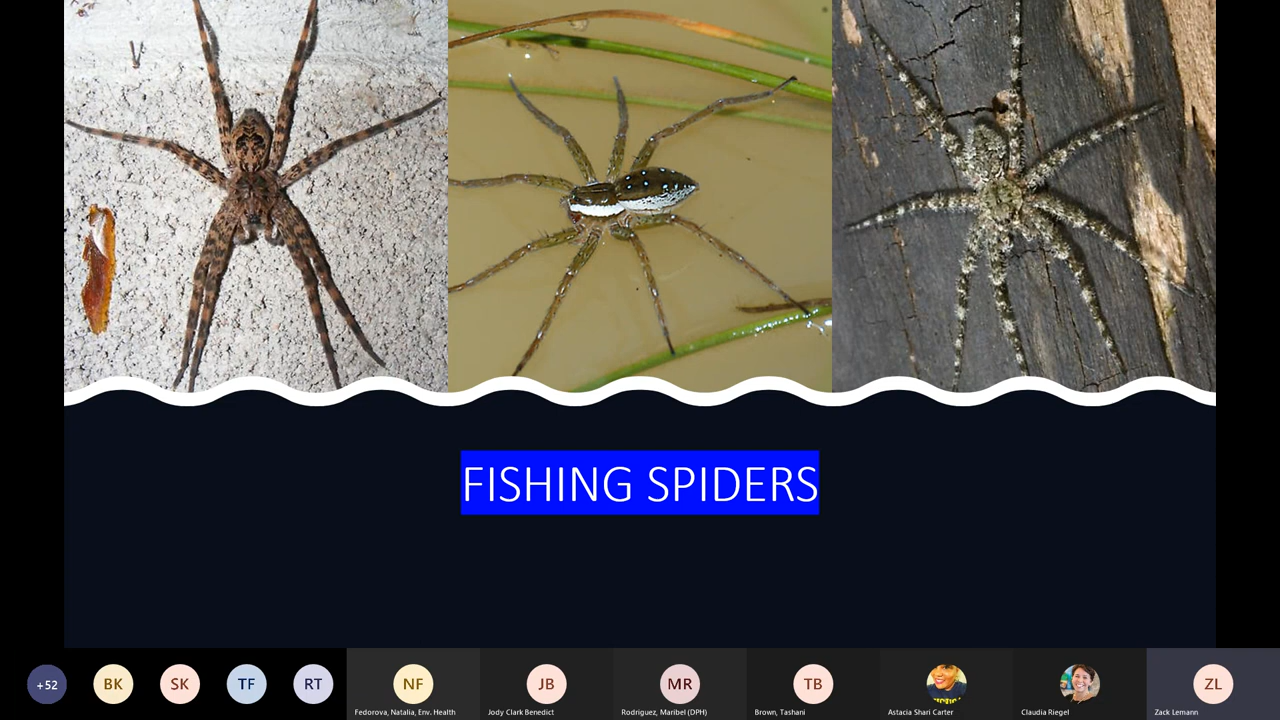 FISHING SPIDERS
+52
BK
SK
TF
RT
NF
JB
MR
TB
ZL
Fedorova, Natalia, Env. Health
Jody Clark Benedict
Rodriguez, Maribel (DPH)
Brown, Tashani
Astacia Shari Carter
Claudia Riegel
Zack Lemann